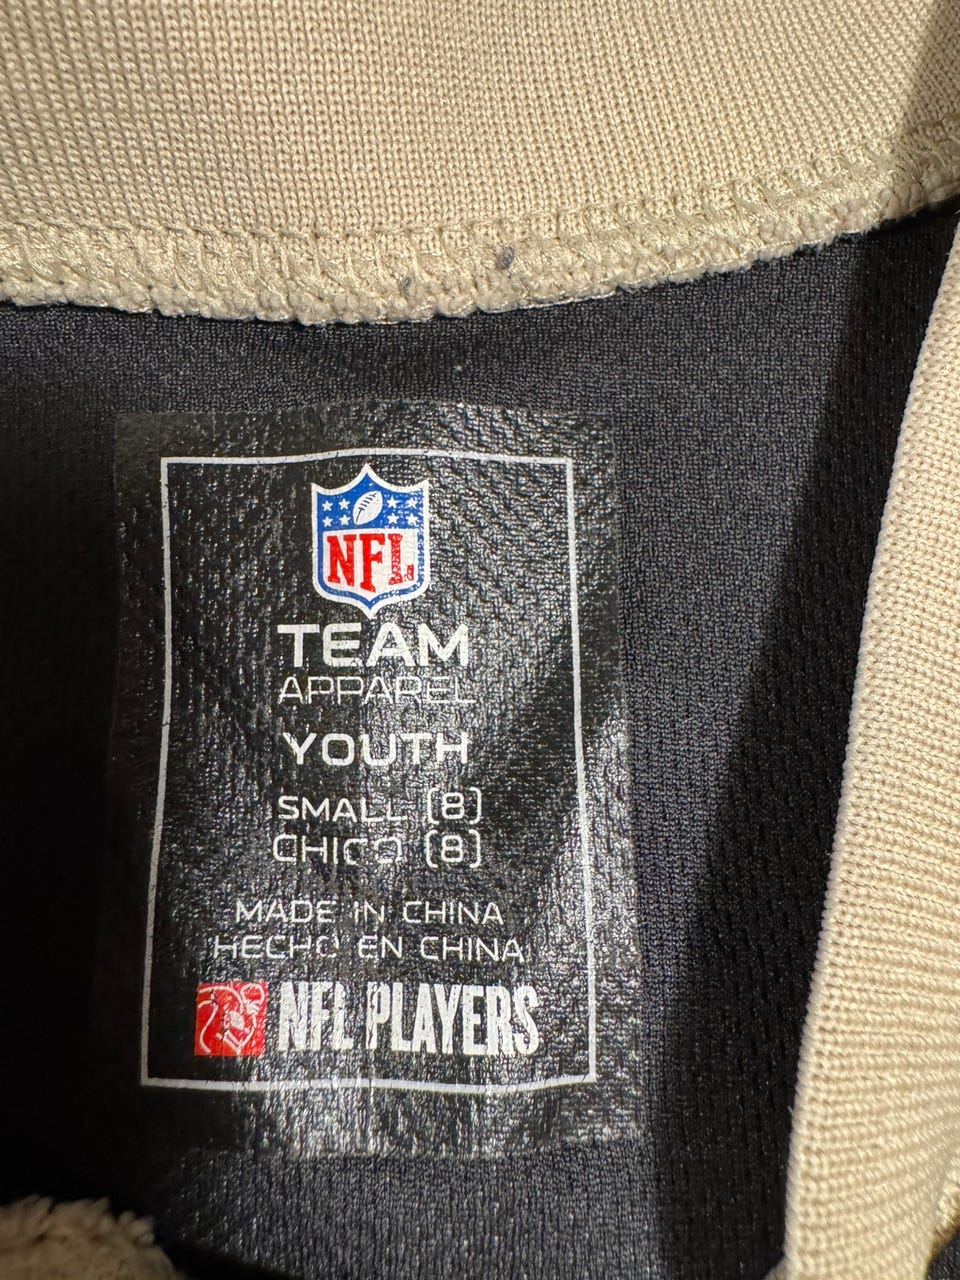 NFL
TEAM
APPAREL
YOUTH
SMALL (8)
CHICO (8)
MADE IN CHINA
HECHO EN CHINA
NFL PLAYERS